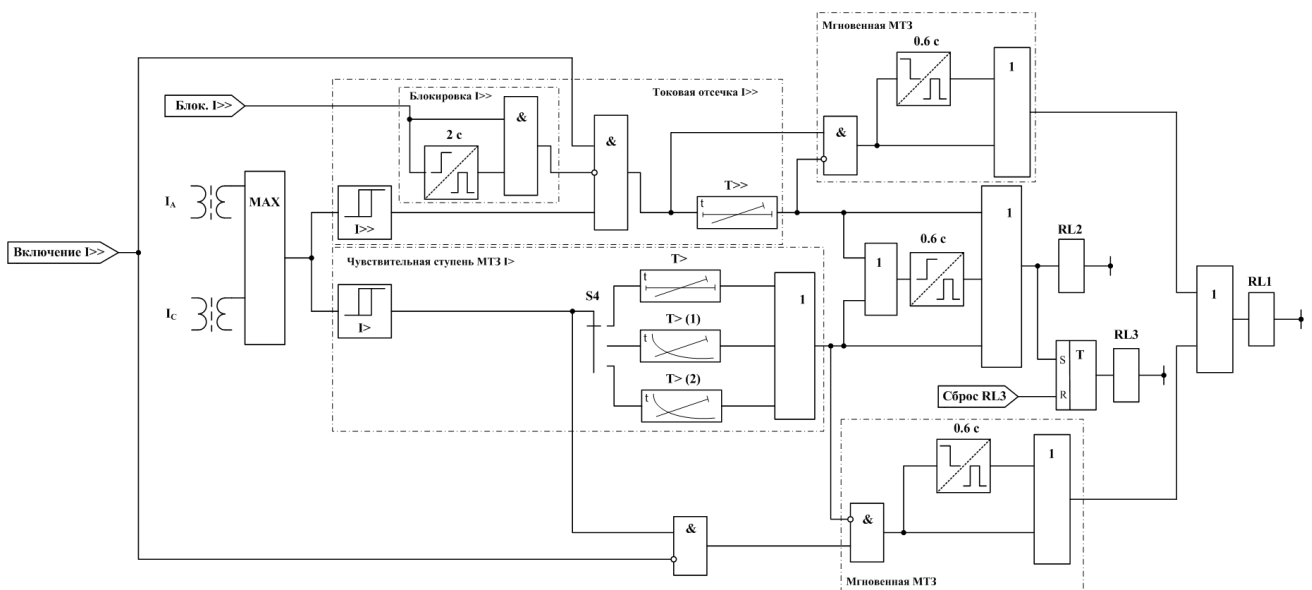 Мгновенная МТЗ
0.6 с
1
Блок. I>>
Блокировка I>>
Токовая отсечка I>>
&
2 с
&
&
I_A
MAX
I>>
T>>
t
1
RL2
Включение I>>
Чувствительная ступень МТЗ I>
0.6 с
1
I_C
I>
S4
T>
t
1
1
RL1
T> (1)
t
S
T
RL3
T> (2)
t
Сброс RL3
R
0.6 с
1
&
&
Мгновенная МТЗ